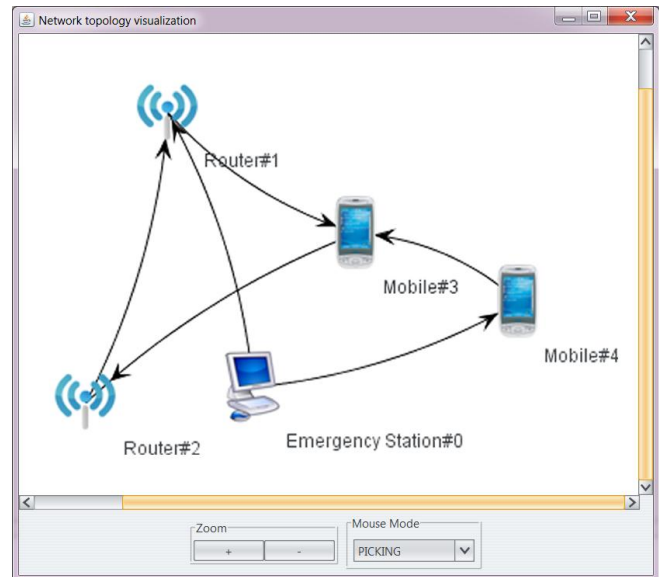 Network topology visualization
Router#1
Mobile#3
Mobile#4
Router#2
Emergency Station#0
Zoom
+ -
Mouse Mode
PICKING